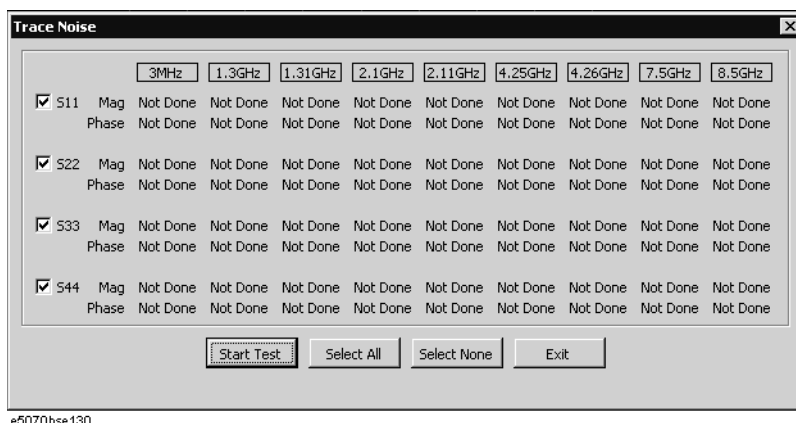 Trace Noise
3MHz 1.3GHz 1.31GHz 2.1GHz 2.11GHz 4.25GHz 4.26GHz 7.5GHz 8.5GHz
S11 Mag Not Done Not Done Not Done Not Done Not Done Not Done Not Done Not Done Not Done
Phase Not Done Not Done Not Done Not Done Not Done Not Done Not Done Not Done Not Done
S22 Mag Not Done Not Done Not Done Not Done Not Done Not Done Not Done Not Done Not Done
Phase Not Done Not Done Not Done Not Done Not Done Not Done Not Done Not Done Not Done
S33 Mag Not Done Not Done Not Done Not Done Not Done Not Done Not Done Not Done Not Done
Phase Not Done Not Done Not Done Not Done Not Done Not Done Not Done Not Done Not Done
S44 Mag Not Done Not Done Not Done Not Done Not Done Not Done Not Done Not Done Not Done
Phase Not Done Not Done Not Done Not Done Not Done Not Done Not Done Not Done Not Done
Start Test Select All Select None Exit
e5070bse130